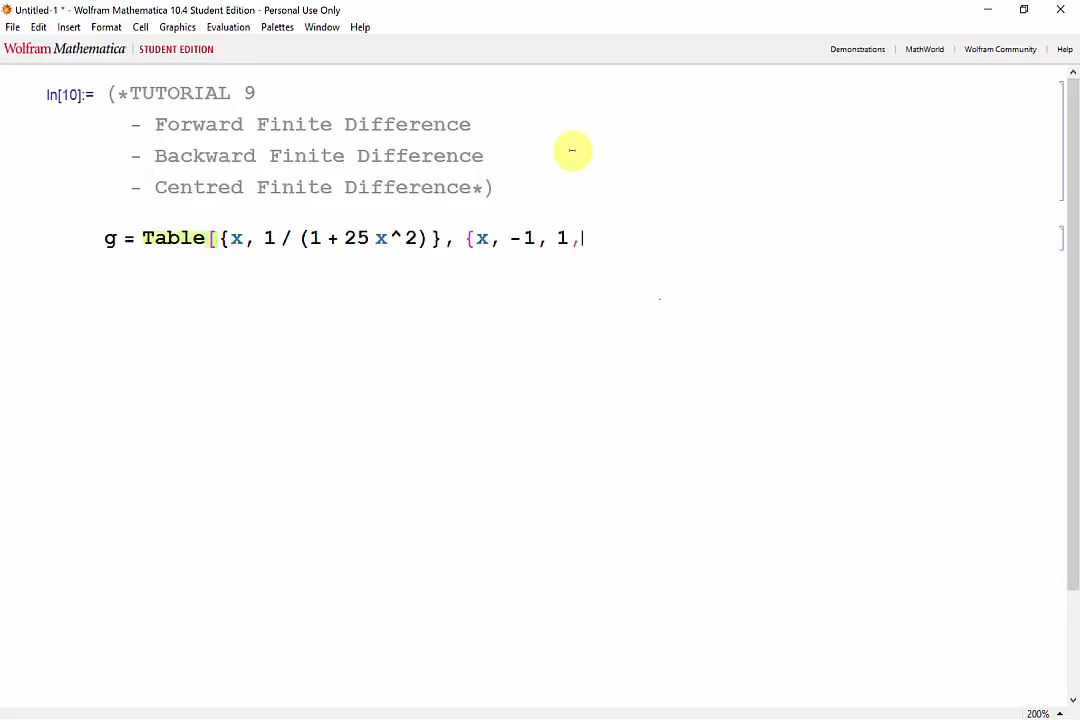 Untitled-1 * - Wolfram Mathematica 10.4 Student Edition - Personal Use Only
File Edit Insert Format Cell Graphics Evaluation Palettes Window Help
Wolfram Mathematica | STUDENT EDITION Demonstrations | MathWorld | Wolfram Community | Help
In[10]:= (*TUTORIAL 9
- Forward Finite Difference
- Backward Finite Difference
- Centred Finite Difference*)
g = Table[{x, 1 / (1 + 25 x^2)}, {x, -1, 1,
200%